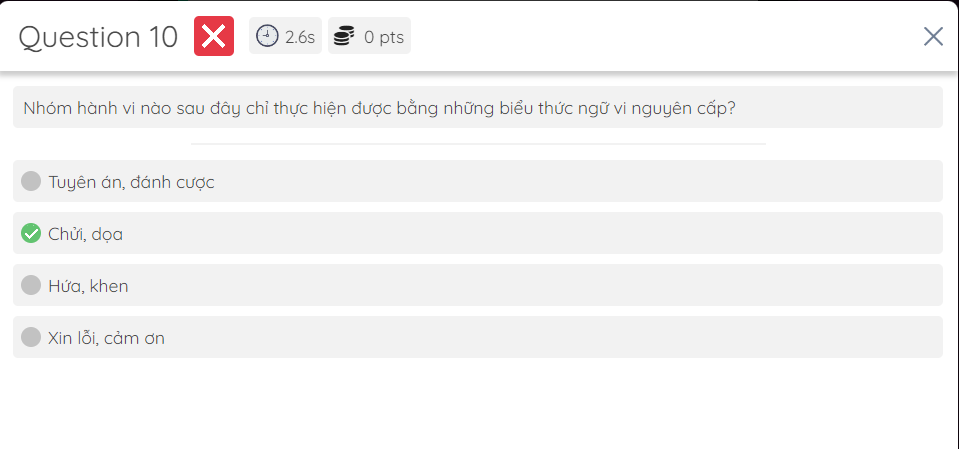 Question 10 2.6s 0 pts
Nhóm hành vi nào sau đây chỉ thực hiện được bằng những biểu thức ngữ vi nguyên cấp?
Tuyên án, đánh cược
Chửi, dọa
Hứa, khen
Xin lỗi, cảm ơn